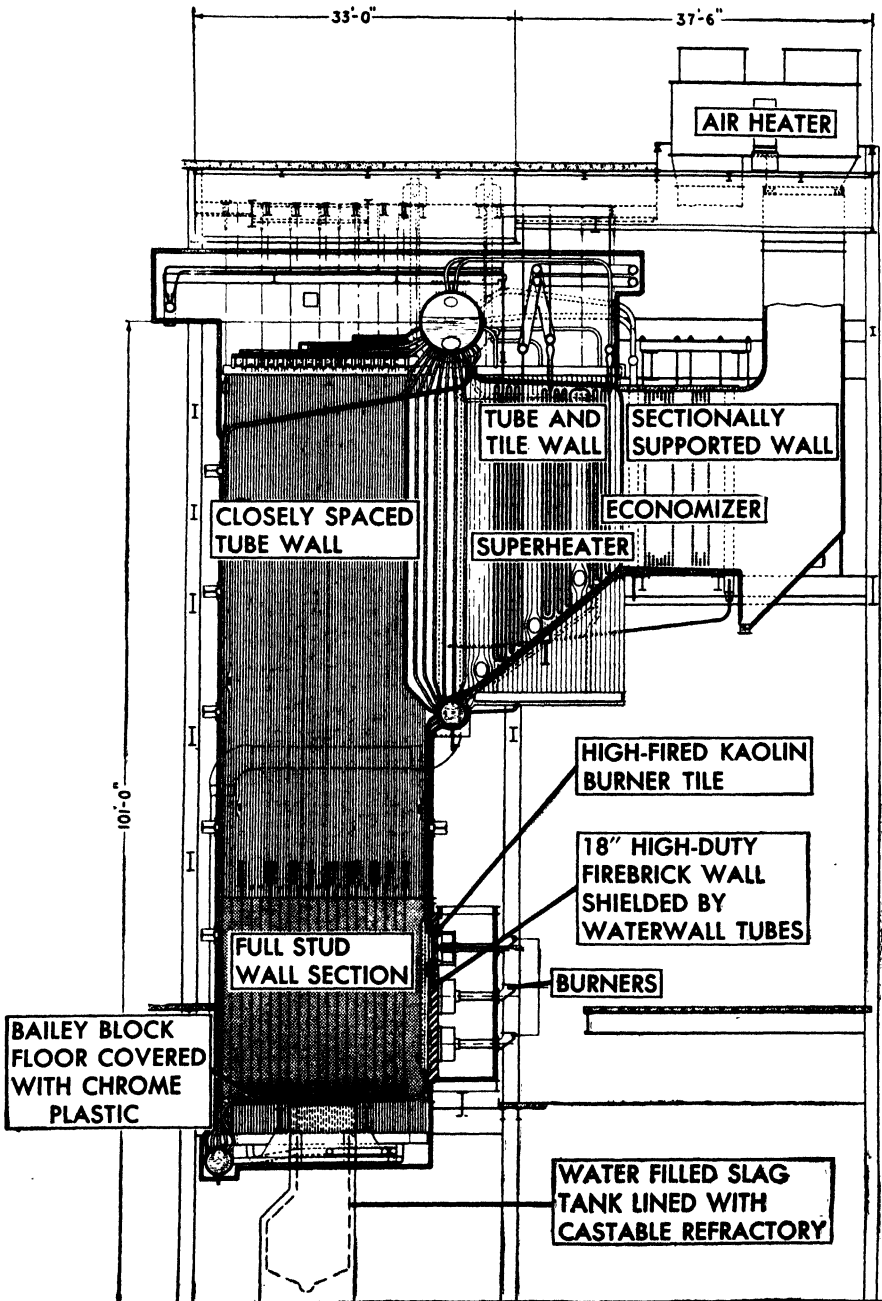 33'-0"
37'-6"
AIR HEATER
TUBE AND
TILE WALL
SECTIONALLY
SUPPORTED WALL
CLOSELY SPACED
TUBE WALL
ECONOMIZER
SUPERHEATER
HIGH-FIRED KAOLIN
BURNER TILE
101'-0"
18" HIGH-DUTY
FIREBRICK WALL
SHIELDED BY
WATERWALL TUBES
FULL STUD
WALL SECTION
BURNERS
BAILEY BLOCK
FLOOR COVERED
WITH CHROME
PLASTIC
WATER FILLED SLAG
TANK LINED WITH
CASTABLE REFRACTORY